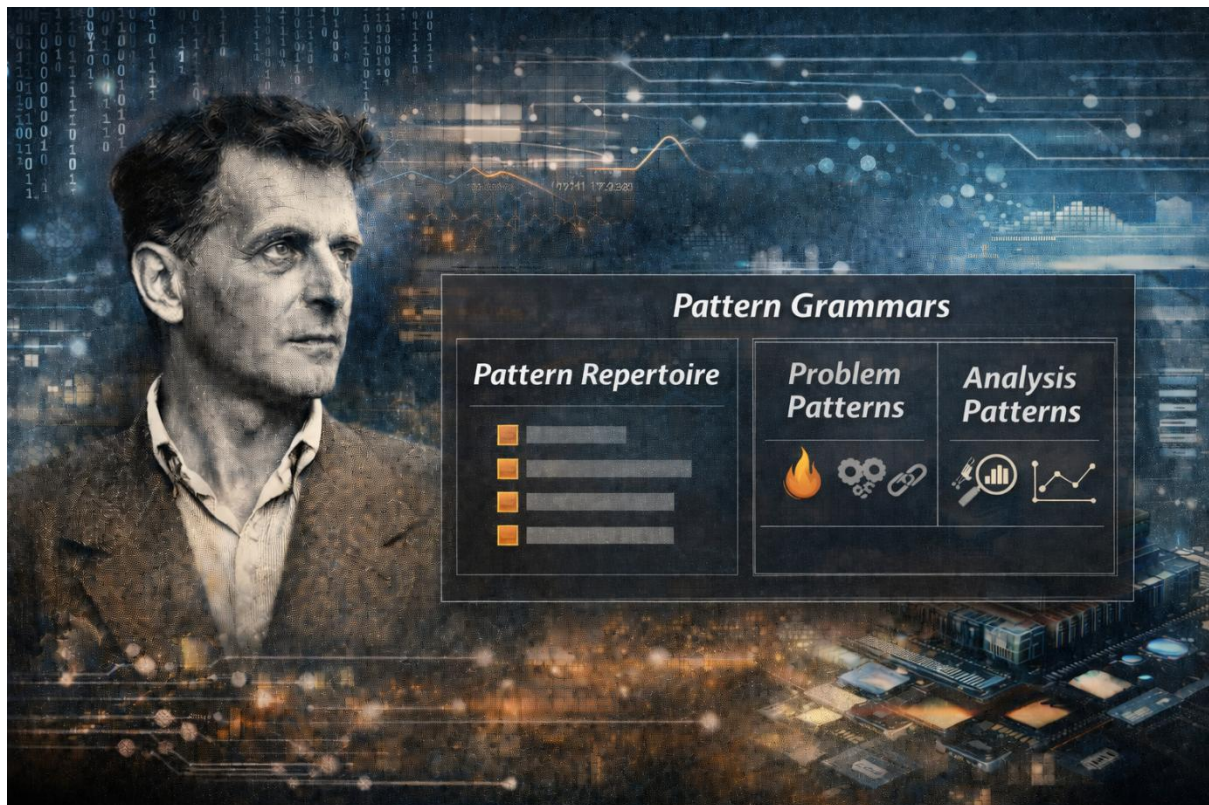 Pattern Grammars
Pattern Repertoire
Problem
Patterns
Analysis
Patterns